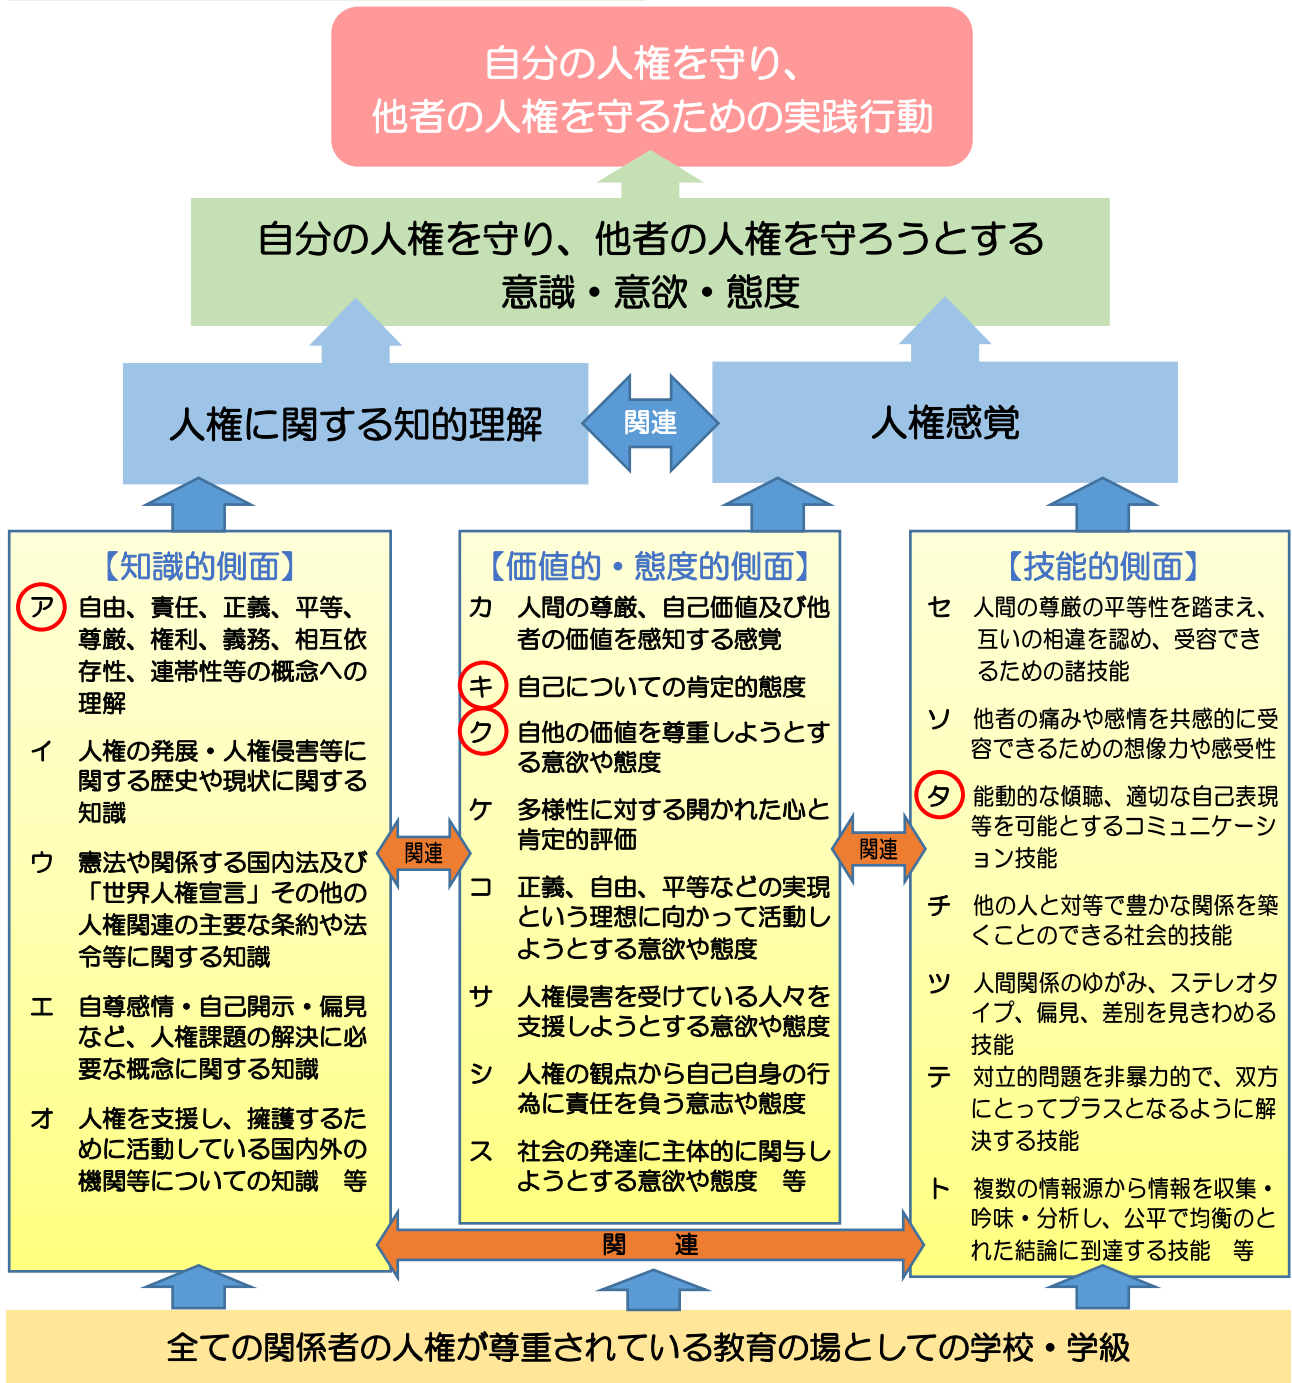 自分の人権を守り、
他者の人権を守るための実践行動
自分の人権を守り、他者の人権を守ろうとする
意識・意欲・態度
人権に関する知的理解
関連
人権感覚
【知識的側面】
ア 自由、責任、正義、平等、
尊厳、権利、義務、相互依
存性、連帯性等の概念への
理解
イ 人権の発展・人権侵害等に
関する歴史や現状に関する
知識
ウ 憲法や関係する国内法及び
「世界人権宣言」その他の
人権関連の主要な条約や法
令等に関する知識
エ 自尊感情・自己開示・偏見
など、人権課題の解決に必
要な概念に関する知識
オ 人権を支援し、擁護するた
めに活動している国内外の
機関等についての知識 等
関連
【価値的・態度的側面】
カ 人間の尊厳、自己価値及び他
者の価値を感知する感覚
キ 自己についての肯定的態度
ク 自他の価値を尊重しようとす
る意欲や態度
ケ 多様性に対する開かれた心と
肯定的評価
コ 正義、自由、平等などの実現
という理想に向かって活動し
ようとする意欲や態度
サ 人権侵害を受けている人々を
支援しようとする意欲や態度
シ 人権の観点から自己自身の行
為に責任を負う意志や態度
ス 社会の発達に主体的に関与し
ようとする意欲や態度 等
関連
【技能的側面】
セ 人間の尊厳の平等性を踏まえ、
互いの相違を認め、受容でき
るための諸技能
ソ 他者の痛みや感情を共感的に受
容できるための想像力や感受性
タ 能動的な傾聴、適切な自己表現
等を可能とするコミュニケーシ
ョン技能
チ 他の人と対等で豊かな関係を築
くことのできる社会的技能
ツ 人間関係のゆがみ、ステレオタ
イプ、偏見、差別を見きわめる
技能
テ 対立的問題を非暴力的で、双方
にとってプラスとなるように解
決する技能
ト 複数の情報源から情報を収集・
吟味・分析し、公平で均衡のと
れた結論に到達する技能 等
関 連
全ての関係者の人権が尊重されている教育の場としての学校・学級